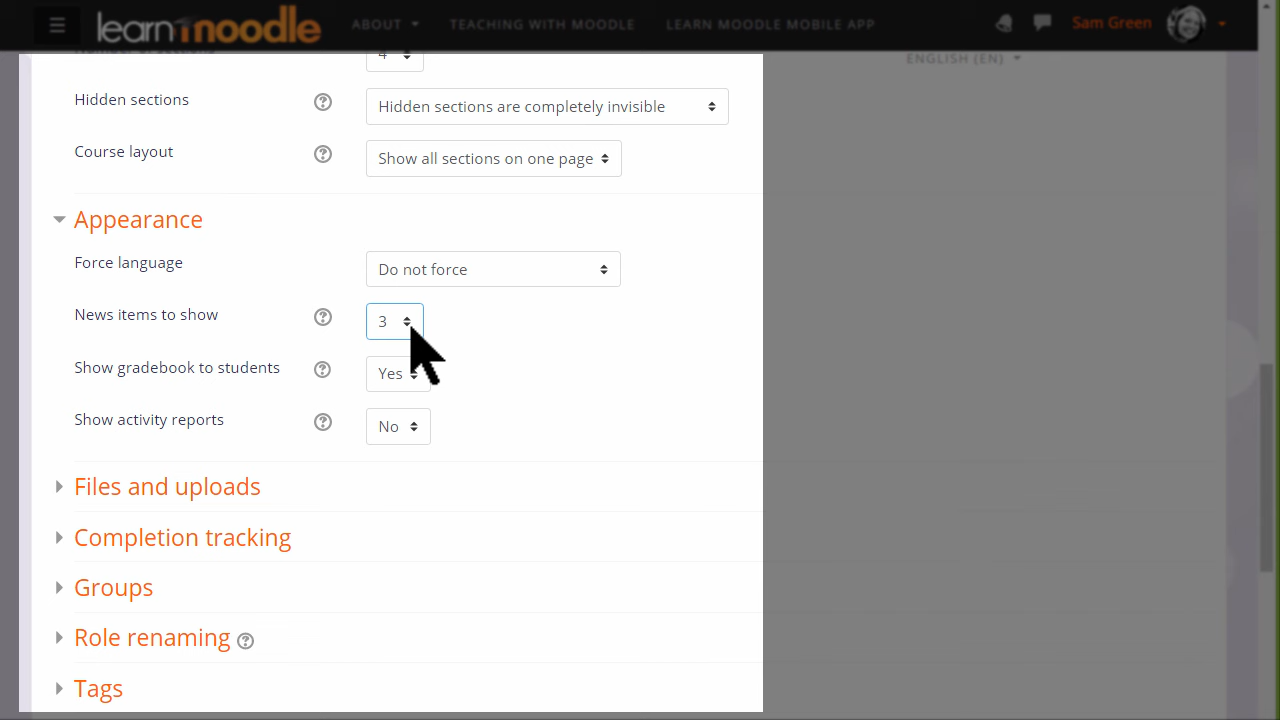 learn moodle
ABOUT
TEACHING WITH MOODLE
LEARN MOODLE MOBILE APP
Sam Green
ENGLISH (EN)
4
Hidden sections
Hidden sections are completely invisible
Course layout
Show all sections on one page
Appearance
Force language
Do not force
News items to show
3
Show gradebook to students
Yes
Show activity reports
No
Files and uploads
Completion tracking
Groups
Role renaming
Tags